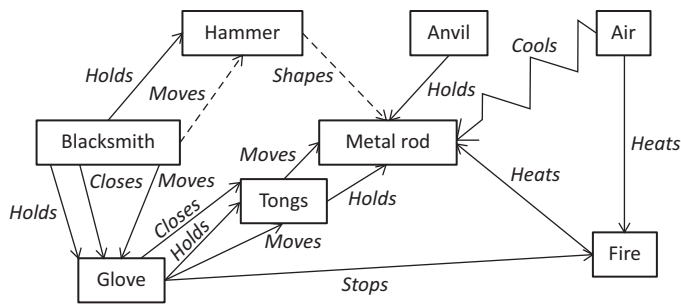 Hammer
Anvil
Air
Cools
Holds
Moves
Shapes
Holds
Blacksmith
Metal rod
Heats
Closes
Moves
Moves
Heats
Holds
Tongs
Holds
Closes
Holds
Moves
Glove
Stops
Fire